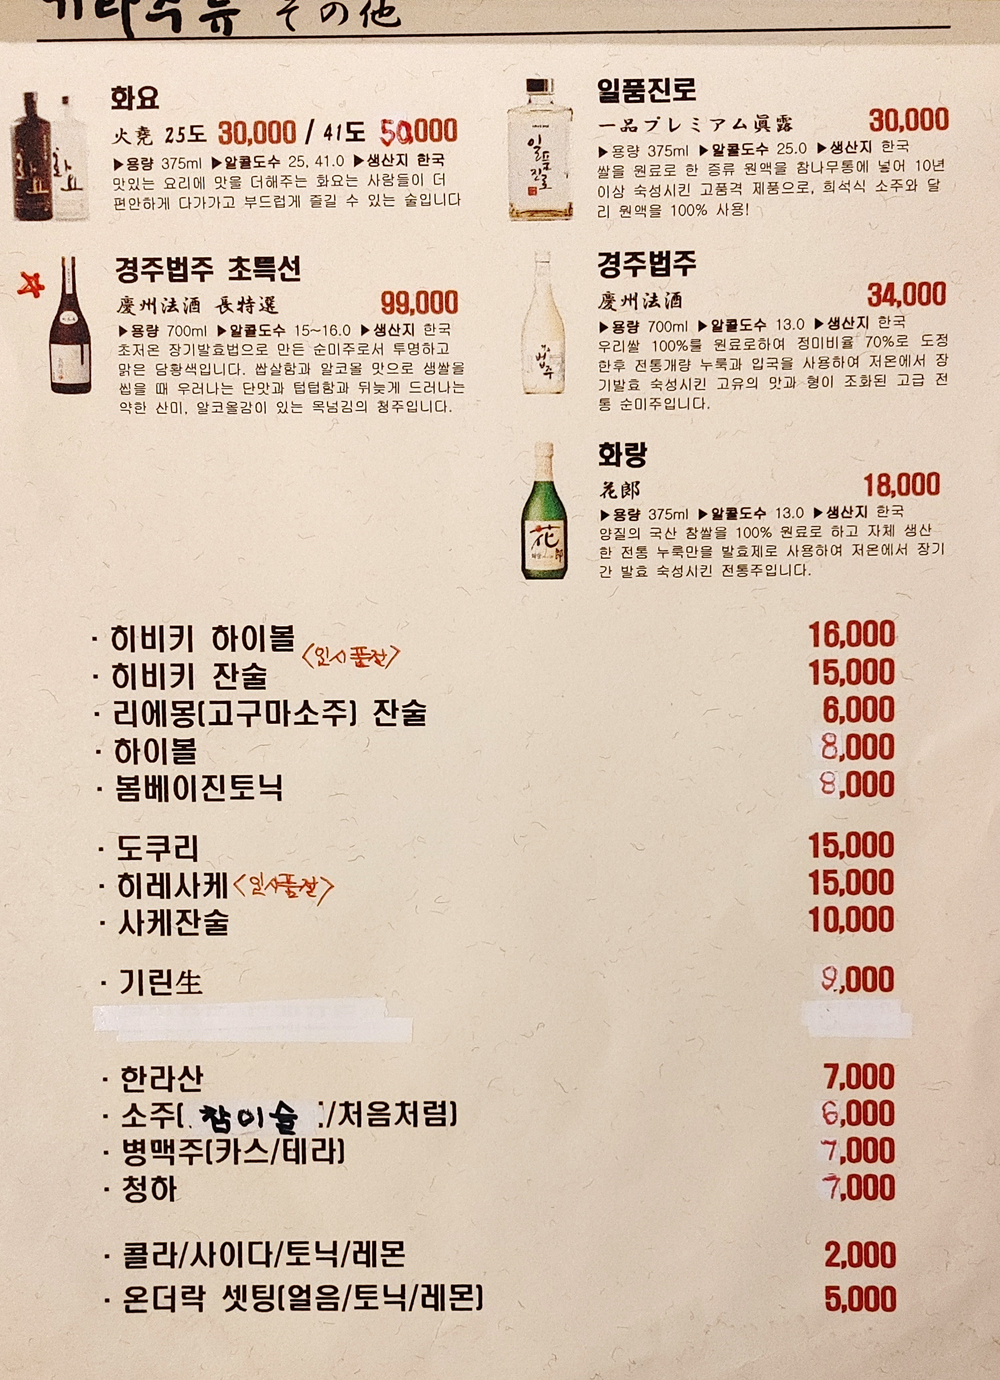 기타주류 その他
화요
火堯 25도 30,000 / 41도 50,000
▶용량 375ml ▶알콜도수 25, 41.0 ▶생산지 한국
맛있는 요리에 맛을 더해주는 화요는 사람들이 더
편안하게 다가가고 부드럽게 즐길 수 있는 술입니다
일품진로
一品プレミアム眞露 30,000
▶용량 375ml ▶알콜도수 25.0 ▶생산지 한국
쌀을 원료로 한 증류 원액을 참나무통에 넣어 10년
이상 숙성시킨 고품격 제품으로, 희석식 소주와 달
리 원액을 100% 사용!
경주법주 초특선
慶州法酒 長特選 99,000
▶용량 700ml ▶알콜도수 15~16.0 ▶생산지 한국
초저온 장기발효법으로 만든 순미주로서 투명하고
맑은 담황색입니다. 쌉살함과 알코올 맛으로 생쌀을
씹을 때 우러나는 단맛과 텁텁함과 뒤늦게 드러나는
약한 산미, 알코올감이 있는 목넘김의 청주입니다.
경주법주
慶州法酒 34,000
▶용량 700ml ▶알콜도수 13.0 ▶생산지 한국
우리쌀 100%를 원료로하여 정미비율 70%로 도정
한후 전통개량 누룩과 입국을 사용하여 저온에서 장
기발효 숙성시킨 고유의 맛과 형이 조화된 고급 전
통 순미주입니다.
화랑
花郎 18,000
▶용량 375ml ▶알콜도수 13.0 ▶생산지 한국
양질의 국산 찹쌀을 100% 원료로 하고 자체 생산
한 전통 누룩만을 발효제로 사용하여 저온에서 장기
간 발효 숙성시킨 전통주입니다.
· 히비키 하이볼 16,000
<일시품절>
· 히비키 잔술 15,000
· 리에몽(고구마소주) 잔술 6,000
· 하이볼 8,000
· 봄베이진토닉 8,000
· 도쿠리 15,000
· 히레사케 <일시품절> 15,000
· 사케잔술 10,000
· 기린生 9,000
· 한라산 7,000
· 소주(참이슬/처음처럼) 6,000
· 병맥주(카스/테라) 7,000
· 청하 7,000
· 콜라/사이다/토닉/레몬 2,000
· 온더락 셋팅(얼음/토닉/레몬) 5,000